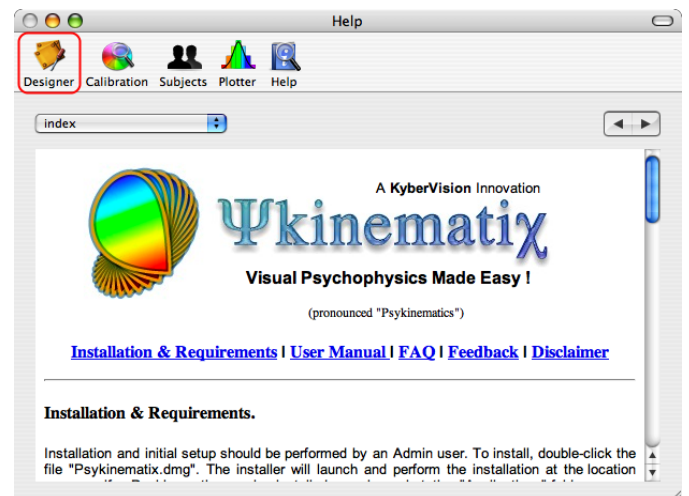 Help
Designer Calibration Subjects Plotter Help
index
A KyberVision Innovation
Ψkinematiχ
Visual Psychophysics Made Easy !
(pronounced "Psykinematics")
Installation & Requirements I User Manual I FAQ I Feedback I Disclaimer
Installation & Requirements.
Installation and initial setup should be performed by an Admin user. To install, double-click the
file "Psykinematix.dmg". The installer will launch and perform the installation at the location